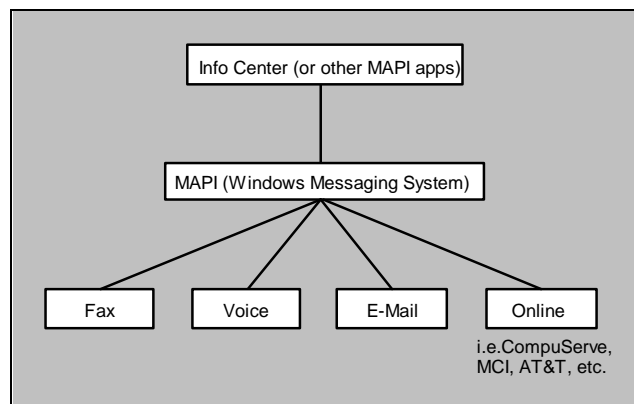 Info Center (or other MAPI apps)
MAPI (Windows Messaging System)
Fax
Voice
E-Mail
Online
i.e.CompuServe,
MCI, AT&T, etc.